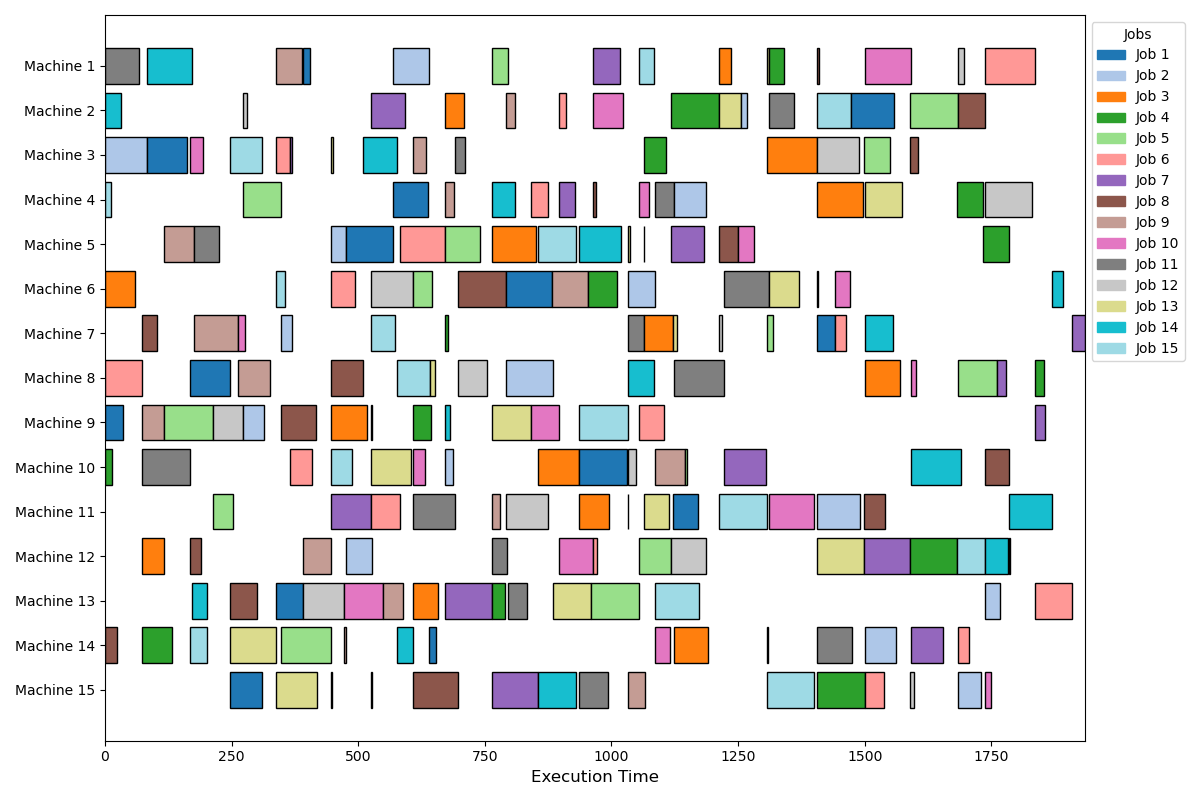 Machine 1
Machine 2
Machine 3
Machine 4
Machine 5
Machine 6
Machine 7
Machine 8
Machine 9
Machine 10
Machine 11
Machine 12
Machine 13
Machine 14
Machine 15
0 250 500 750 1000 1250 1500 1750
Execution Time
Jobs
Job 1
Job 2
Job 3
Job 4
Job 5
Job 6
Job 7
Job 8
Job 9
Job 10
Job 11
Job 12
Job 13
Job 14
Job 15